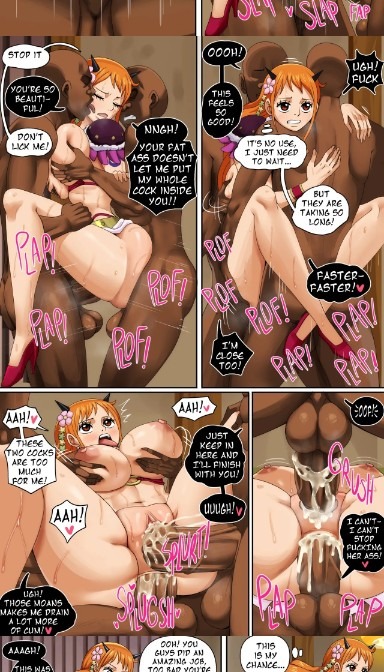 SLAP
SLAP
FAP
STOP IT
YOU'RE SO
BEAUTI-
FUL!
DON'T
LICK ME!
NNGH!
YOUR FAT
ASS DOESN'T
LET ME PUT
MY WHOLE
COCK INSIDE
YOU!!
PLAP!
PLAP!
PLOF!
PLOF!
OOOH!
THIS
FEELS
SO
GOOD!
UGH!
FUCK
IT'S NO USE,
I JUST
NEED TO
WAIT...
BUT
THEY ARE
TAKING SO
LONG!
FASTER-
FASTER!
PLOF
PLOF
PLOF!
I'M
CLOSE
TOO!
PLAP!
PLAP!
PLAP!
AAH!
THESE
TWO COCKS
ARE TOO
MUCH
FOR ME!
AAH!
AAH!
JUST
KEEP IN
HERE AND
I'LL FINISH
WITH YOU!
UUUGH!
SPLURT!
SPLUGSH
UGH!
THOSE MOANS
MAKES ME DRAIN
A LOT MORE
OF CUM!
OOOF!
GRUSH
I CAN'T-
I CAN'T
STOP
FUCKING
HER ASS!
PLAP
PLAP
AAAGH!
THIS WAS
OOH! YOU
GUYS DID AN
AMAZING JOB,
TOO BAD YOU'RE
THIS IS
MY
CHANCE...